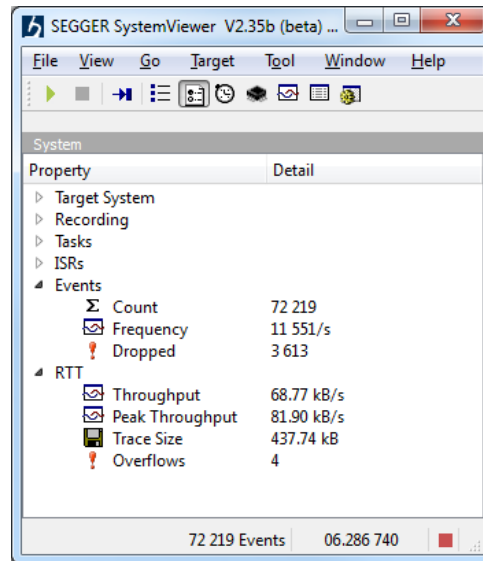 SEGGER SystemViewer V2.35b (beta) ...
File View Go Target Tool Window Help
System
Property Detail
Target System
Recording
Tasks
ISRs
Events
Σ Count 72 219
Frequency 11 551/s
Dropped 3 613
RTT
Throughput 68.77 kB/s
Peak Throughput 81.90 kB/s
Trace Size 437.74 kB
Overflows 4
72 219 Events 06.286 740